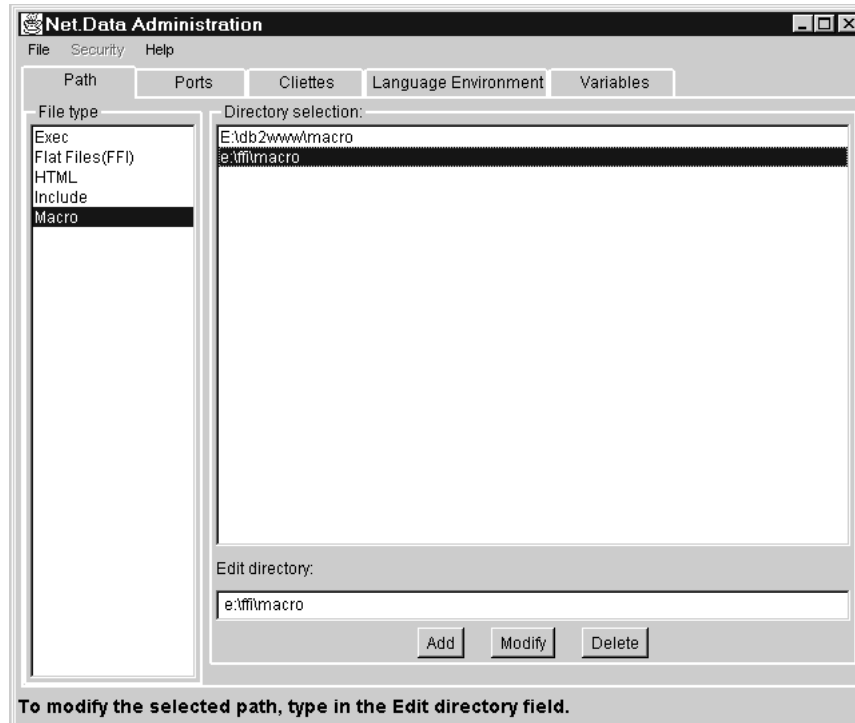 Net.Data Administration
File Security Help
Path Ports Cliettes Language Environment Variables
File type
Exec
Flat Files(FFI)
HTML
Include
Macro
Directory selection:
E:\db2www\macro
e:\ffi\macro
Edit directory:
e:\ffi\macro
Add Modify Delete
To modify the selected path, type in the Edit directory field.